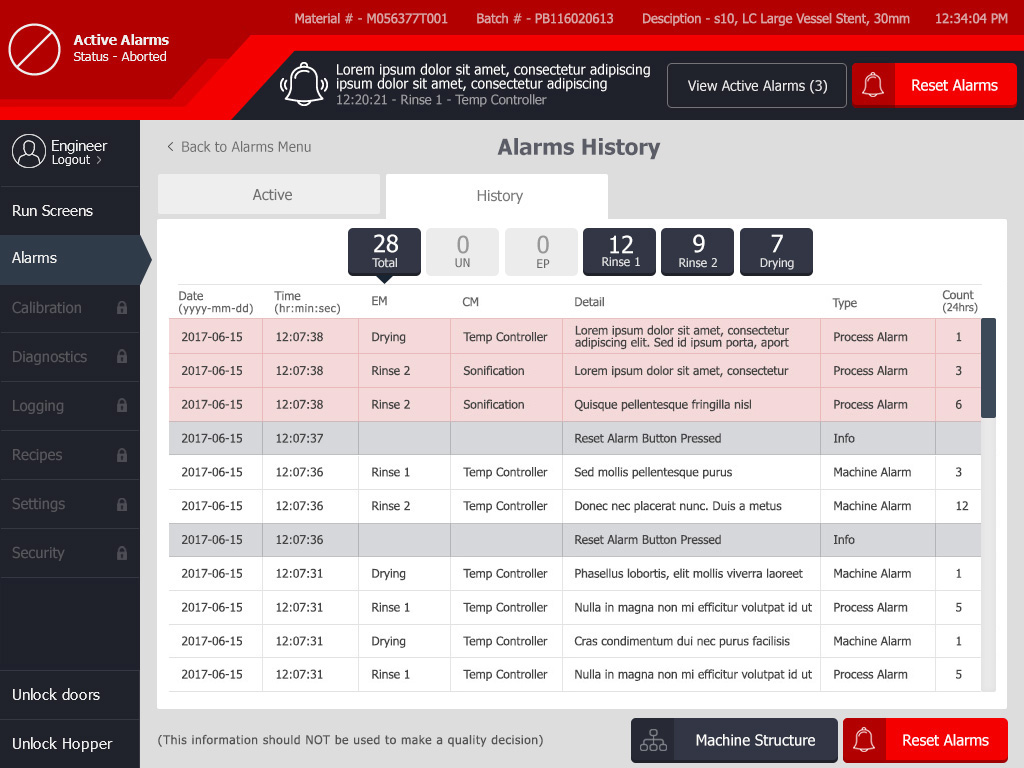 Material # - M056377T001 Batch # - PB116020613 Desciption - s10, LC Large Vessel Stent, 30mm 12:34:04 PM
Active Alarms
Status - Aborted
Lorem ipsum dolor sit amet, consectetur adipiscing
ipsum dolor sit amet, consectetur adipiscing
12:20:21 - Rinse 1 - Temp Controller
View Active Alarms (3)
Reset Alarms
Engineer
Logout >
Run Screens
Alarms
Calibration
Diagnostics
Logging
Recipes
Settings
Security
Unlock doors
Unlock Hopper
< Back to Alarms Menu
Alarms History
Active
History
28 Total
0 UN
0 EP
12 Rinse 1
9 Rinse 2
7 Drying
Date (yyyy-mm-dd) Time (hr:min:sec) EM CM Detail Type Count (24hrs)
2017-06-15 12:07:38 Drying Temp Controller Lorem ipsum dolor sit amet, consectetur adipiscing elit. Sed id ipsum porta, aport Process Alarm 1
2017-06-15 12:07:38 Rinse 2 Sonification Lorem ipsum dolor sit amet, consectetur Process Alarm 3
2017-06-15 12:07:38 Rinse 2 Sonification Quisque pellentesque fringilla nisl Process Alarm 6
2017-06-15 12:07:37 Reset Alarm Button Pressed Info
2017-06-15 12:07:36 Rinse 1 Temp Controller Sed mollis pellentesque purus Machine Alarm 3
2017-06-15 12:07:36 Rinse 2 Temp Controller Donec nec placerat nunc. Duis a metus Machine Alarm 12
2017-06-15 12:07:36 Reset Alarm Button Pressed Info
2017-06-15 12:07:31 Drying Temp Controller Phasellus lobortis, elit mollis viverra laoreet Machine Alarm 1
2017-06-15 12:07:31 Rinse 1 Temp Controller Nulla in magna non mi efficitur volutpat id ut Process Alarm 5
2017-06-15 12:07:31 Drying Temp Controller Cras condimentum dui nec purus facilisis Machine Alarm 1
2017-06-15 12:07:31 Rinse 1 Temp Controller Nulla in magna non mi efficitur volutpat id ut Process Alarm 5
(This information should NOT be used to make a quality decision)
Machine Structure
Reset Alarms